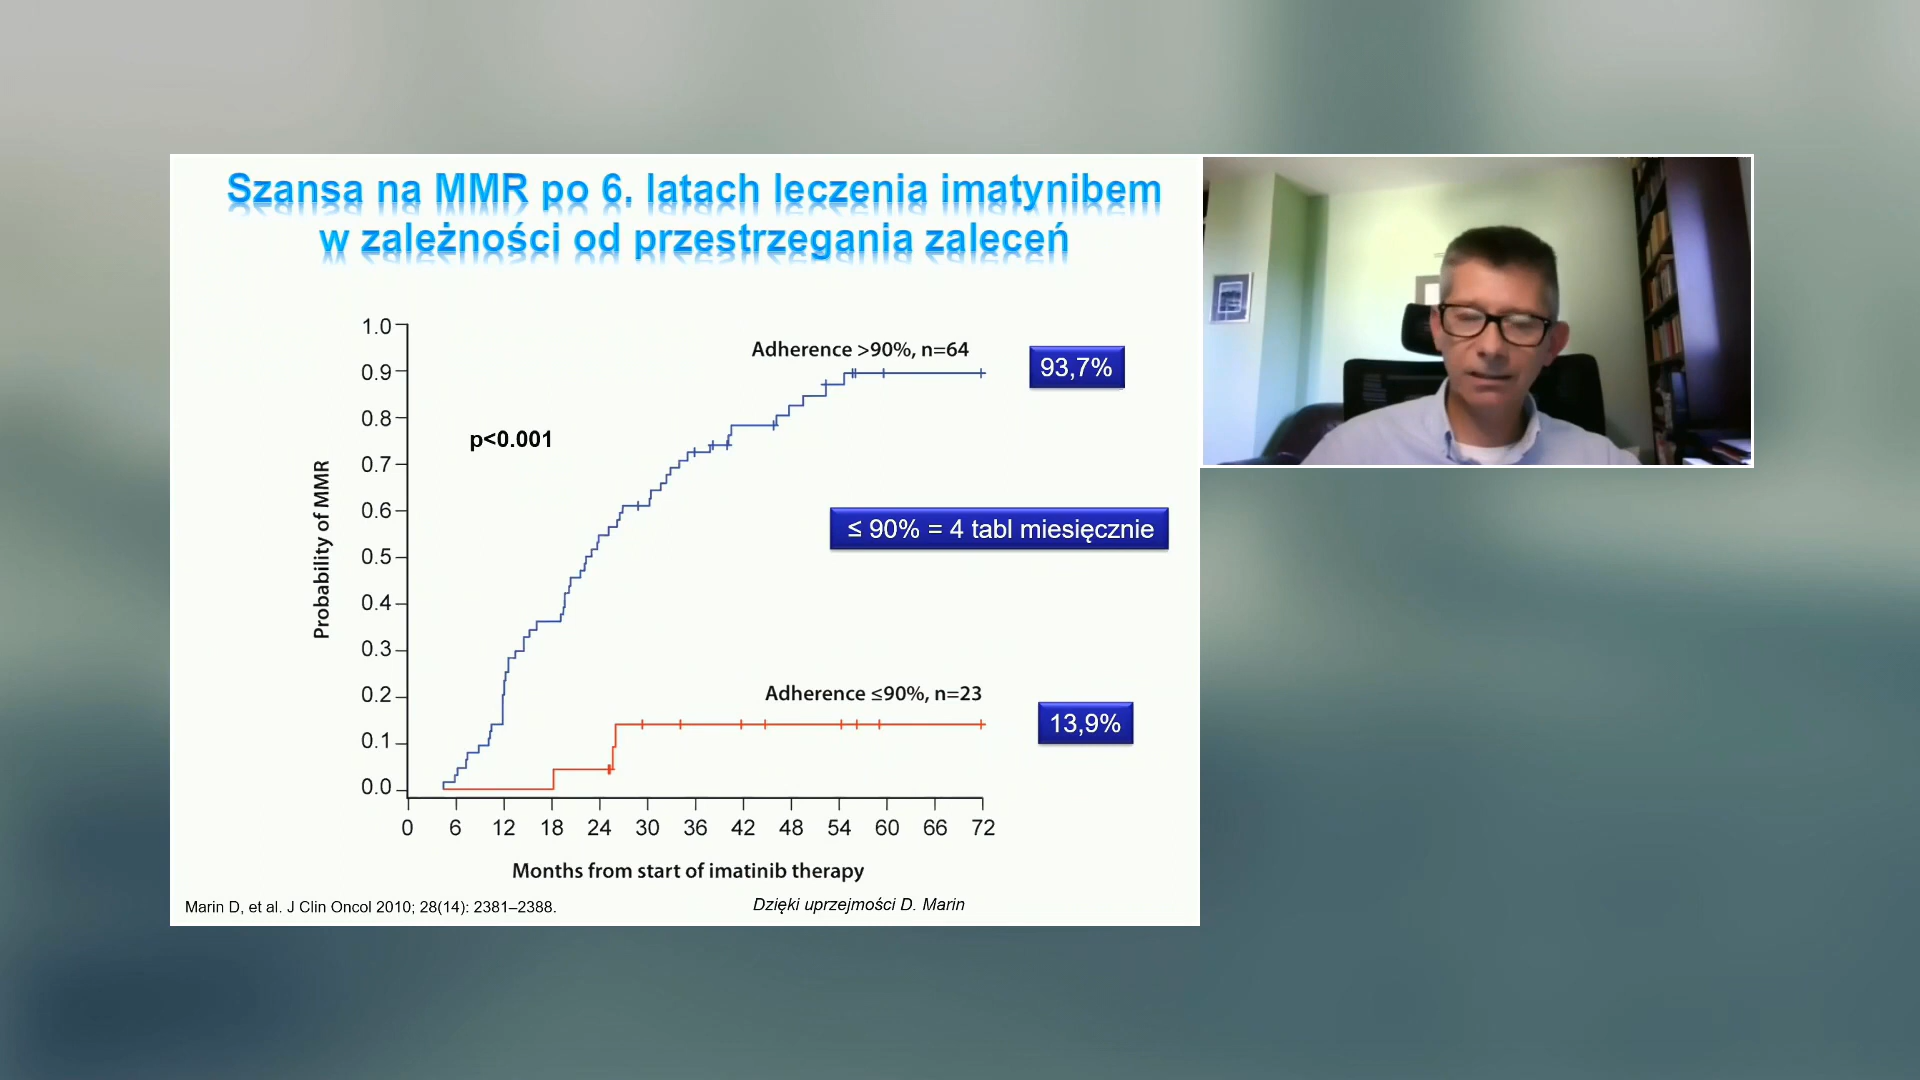 Szansa na MMR po 6. latach leczenia imatynibem
w zależności od przestrzegania zaleceń
1.0
0.9
0.8
0.7
0.6
0.5
0.4
0.3
0.2
0.1
0.0
Probability of MMR
p<0.001
Adherence >90%, n=64
93,7%
≤ 90% = 4 tabl miesięcznie
Adherence ≤90%, n=23
13,9%
0 6 12 18 24 30 36 42 48 54 60 66 72
Months from start of imatinib therapy
Marin D, et al. J Clin Oncol 2010; 28(14): 2381–2388.
Dzięki uprzejmości D. Marin